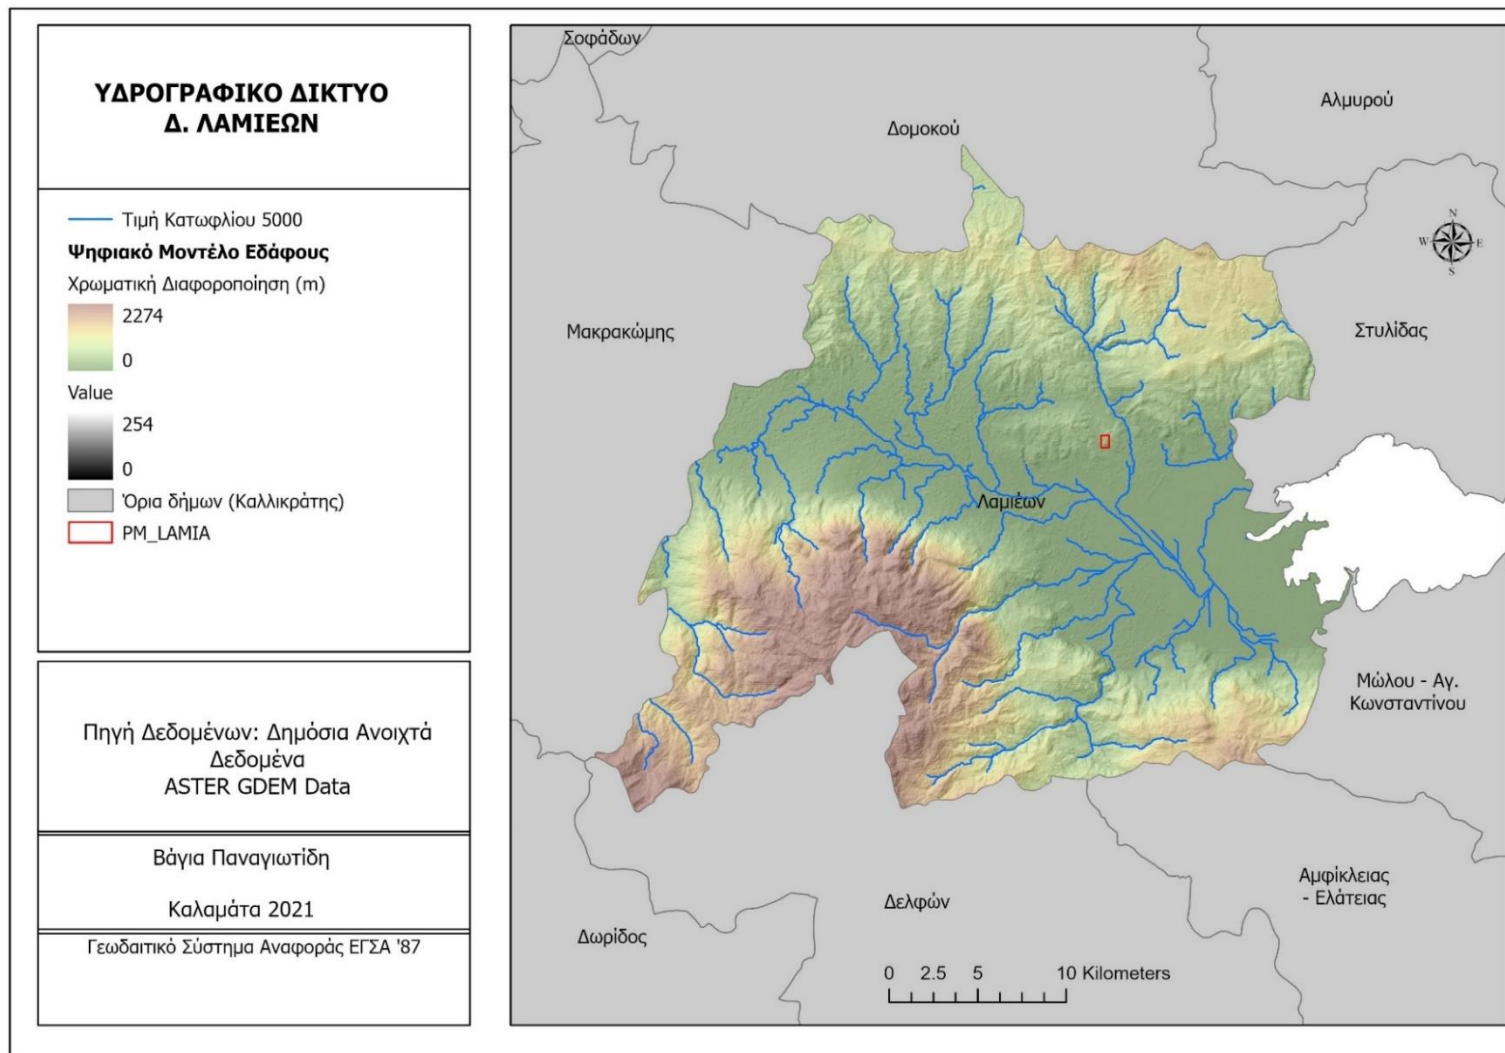 ΥΔΡΟΓΡΑΦΙΚΟ ΔΙΚΤΥΟ
Δ. ΛΑΜΙΕΩΝ
Τιμή Κατωφλίου 5000
Ψηφιακό Μοντέλο Εδάφους
Χρωματική Διαφοροποίηση (m)
2274
0
Value
254
0
Όρια δήμων (Καλλικράτης)
PM_LAMIA
Πηγή Δεδομένων: Δημόσια Ανοιχτά
Δεδομένα
ASTER GDEM Data
Βάγια Παναγιωτίδη
Καλαμάτα 2021
Γεωδαιτικό Σύστημα Αναφοράς ΕΓΣΑ '87
Σοφάδων
Αλμυρού
Δομοκού
N
W E
S
Μακρακώμης
Στυλίδας
Λαμιέων
Μώλου - Αγ.
Κωνσταντίνου
Αμφίκλειας
- Ελάτειας
Δελφών
Δωρίδος
0 2.5 5 10 Kilometers